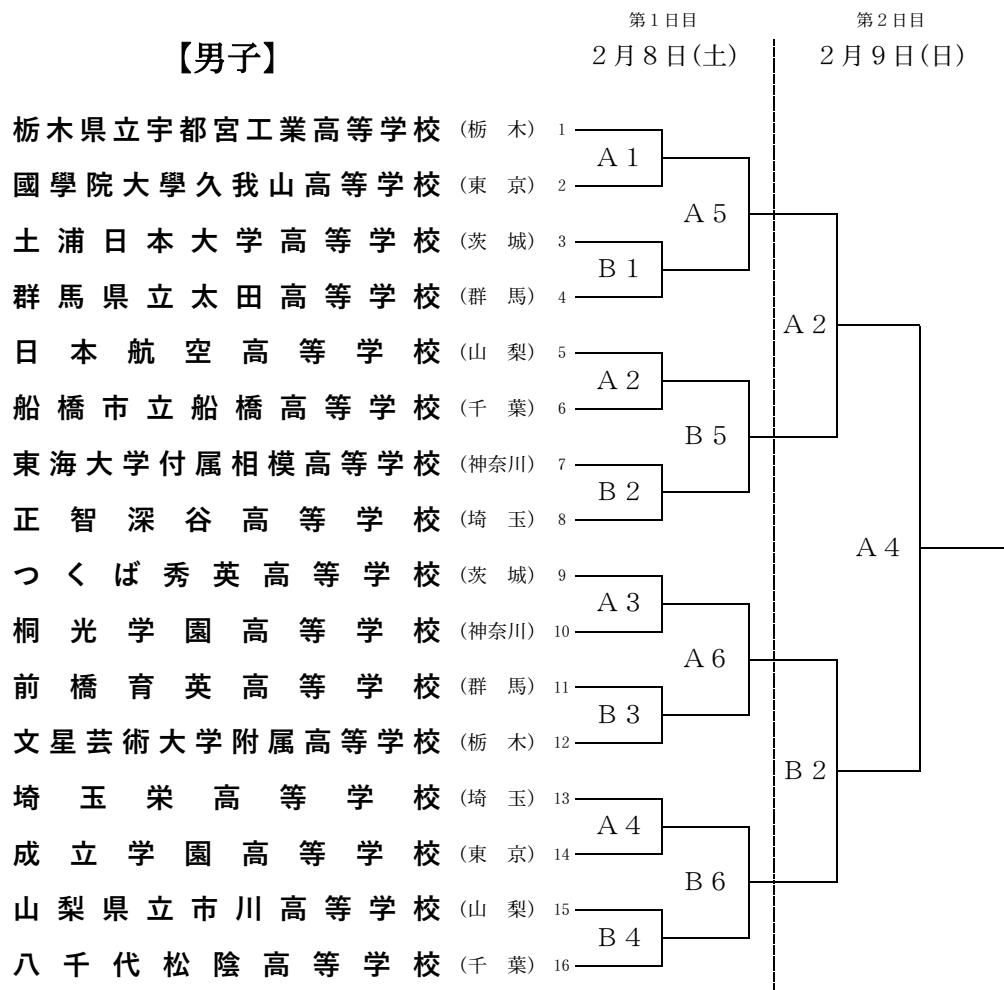 第１日目 第２日目
【男子】 ２月８日(土) ２月９日(日)
栃木県立宇都宮工業高等学校 (栃 木) 1
A１
國學院大學久我山高等学校 (東 京) 2
A５
土浦日本大学高等学校 (茨 城) 3
B１
群馬県立太田高等学校 (群 馬) 4
A２
日本航空高等学校 (山 梨) 5
A２
船橋市立船橋高等学校 (千 葉) 6
B５
東海大学付属相模高等学校 (神奈川) 7
B２
正智深谷高等学校 (埼 玉) 8
A４
つくば秀英高等学校 (茨 城) 9
A３
桐光学園高等学校 (神奈川) 10
A６
前橋育英高等学校 (群 馬) 11
B３
文星芸術大学附属高等学校 (栃 木) 12
B２
埼玉栄高等学校 (埼 玉) 13
A４
成立学園高等学校 (東 京) 14
B６
山梨県立市川高等学校 (山 梨) 15
B４
八千代松陰高等学校 (千 葉) 16